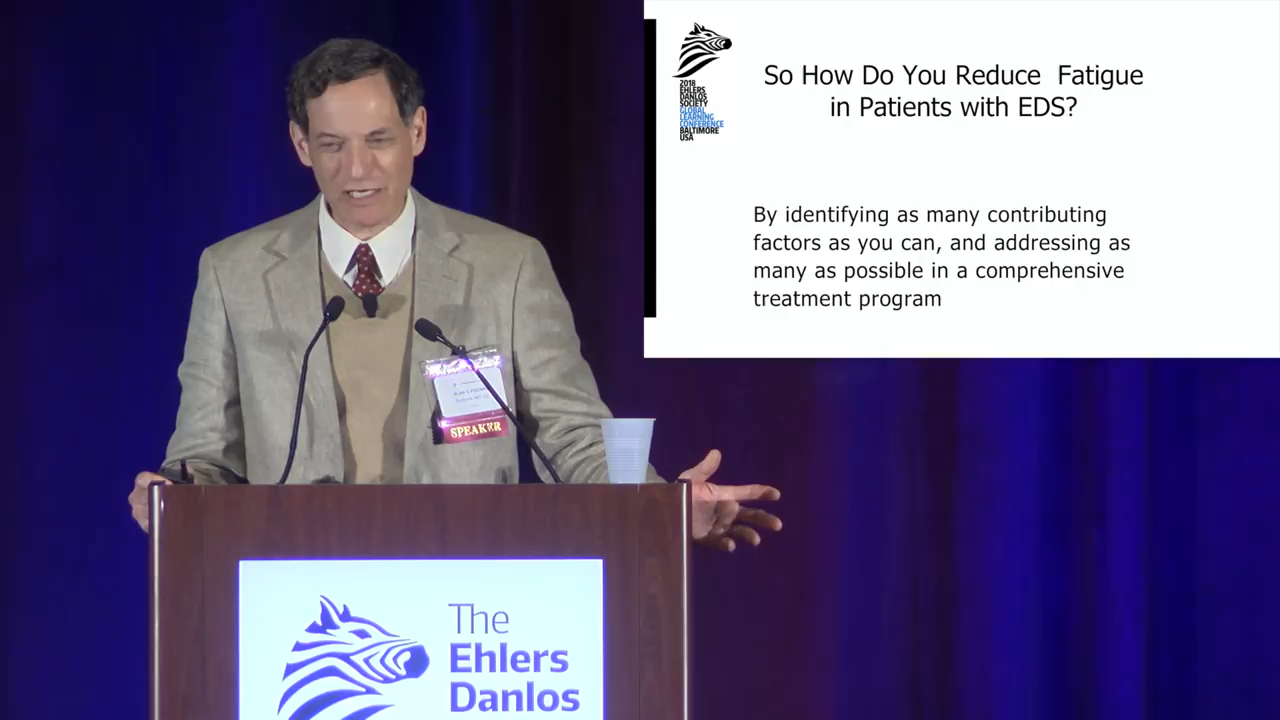 2018
EHLERS
DANLOS
SOCIETY
GLOBAL
LEARNING
CONFERENCE
BALTIMORE
USA
So How Do You Reduce Fatigue
in Patients with EDS?
By identifying as many contributing
factors as you can, and addressing as
many as possible in a comprehensive
treatment program
SPEAKER
The
Ehlers
Danlos